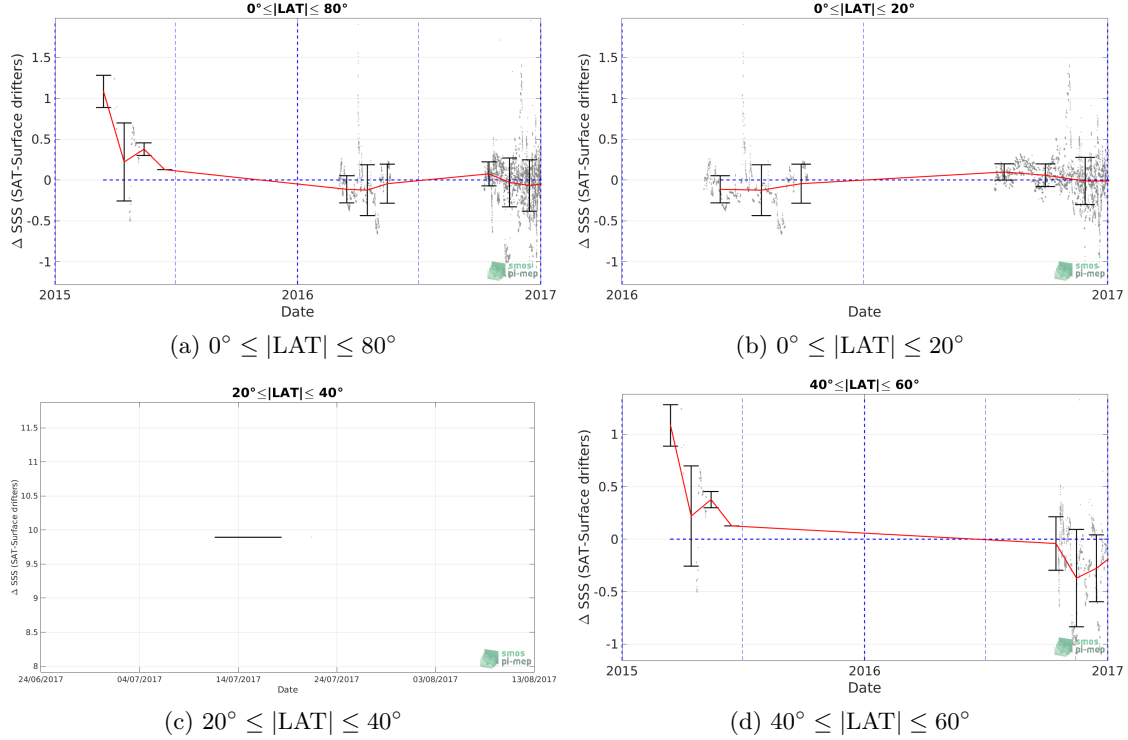 0°≤|LAT|≤ 80°
Δ SSS (SAT-Surface drifters)
1.5
1
0.5
0
-0.5
-1
2015
2016
2017
Date
smos
pi-mep
(a) 0° ≤ |LAT| ≤ 80°
0°≤|LAT|≤ 20°
Δ SSS (SAT-Surface drifters)
1.5
1
0.5
0
-0.5
-1
2016
2017
Date
smos
pi-mep
(b) 0° ≤ |LAT| ≤ 20°
20°≤|LAT|≤ 40°
Δ SSS (SAT-Surface drifters)
11.5
11
10.5
10
9.5
9
8.5
8
24/06/2017
04/07/2017
14/07/2017
24/07/2017
03/08/2017
13/08/2017
Date
smos
pi-mep
(c) 20° ≤ |LAT| ≤ 40°
40°≤|LAT|≤ 60°
Δ SSS (SAT-Surface drifters)
1
0.5
0
-0.5
-1
2015
2016
2017
Date
smos
pi-mep
(d) 40° ≤ |LAT| ≤ 60°